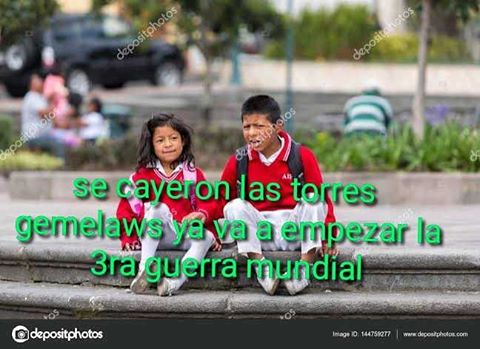 depositphotos
depositphotos
se cayeron las torres
gemelaws ya va a empezar la
3ra guerra mundial
depositphotos Image ID: 144759277 www.depositphotos.com